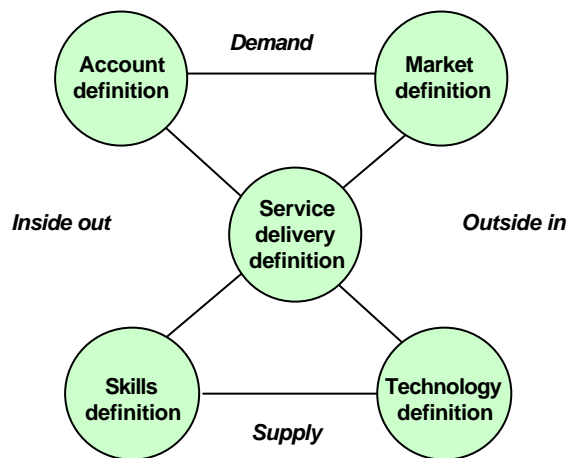 Demand
Account
definition
Market
definition
Inside out
Service
delivery
definition
Outside in
Skills
definition
Technology
definition
Supply